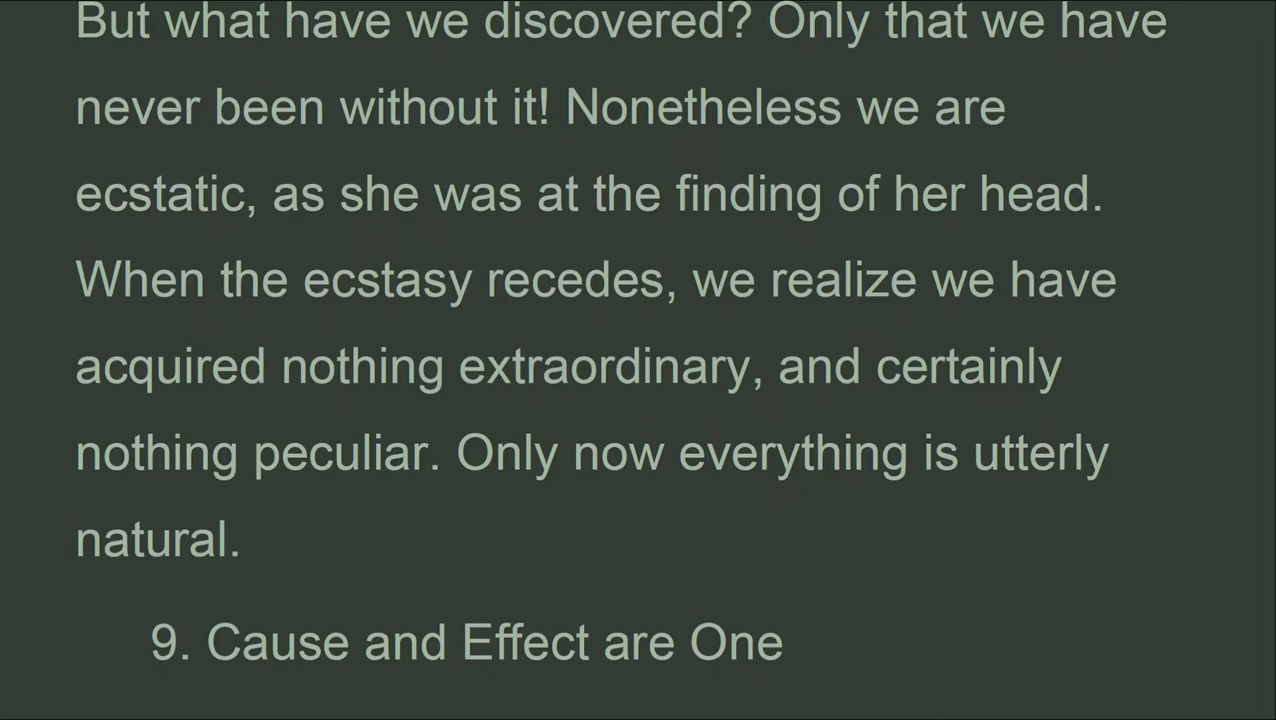 But what have we discovered? Only that we have
never been without it! Nonetheless we are
ecstatic, as she was at the finding of her head.
When the ecstasy recedes, we realize we have
acquired nothing extraordinary, and certainly
nothing peculiar. Only now everything is utterly
natural.
9. Cause and Effect are One